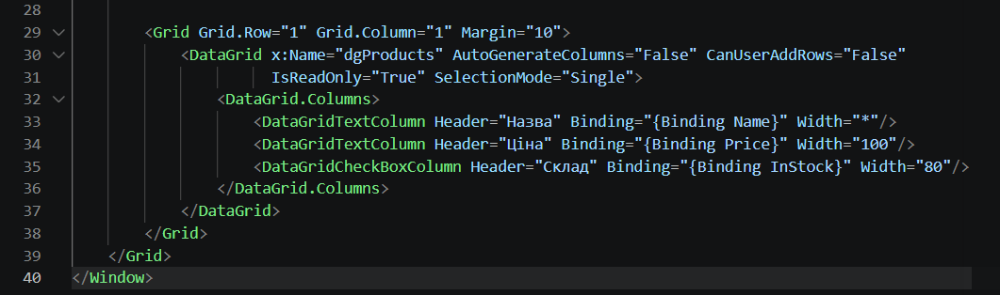 28
29 <Grid Grid.Row="1" Grid.Column="1" Margin="10">
30 <DataGrid x:Name="dgProducts" AutoGenerateColumns="False" CanUserAddRows="False"
31 IsReadOnly="True" SelectionMode="Single">
32 <DataGrid.Columns>
33 <DataGridTextColumn Header="Назва" Binding="{Binding Name}" Width="*"/>
34 <DataGridTextColumn Header="Ціна" Binding="{Binding Price}" Width="100"/>
35 <DataGridCheckBoxColumn Header="Склад" Binding="{Binding InStock}" Width="80"/>
36 </DataGrid.Columns>
37 </DataGrid>
38 </Grid>
39 </Grid>
40 </Window>